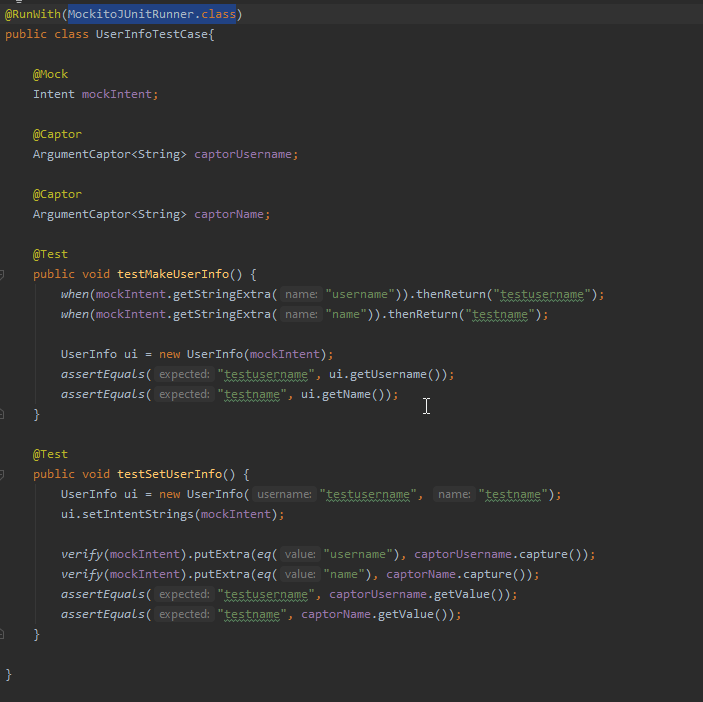 @RunWith(MockitoJUnitRunner.class)
public class UserInfoTestCase{
@Mock
Intent mockIntent;
@Captor
ArgumentCaptor<String> captorUsername;
@Captor
ArgumentCaptor<String> captorName;
@Test
public void testMakeUserInfo() {
when(mockIntent.getStringExtra( name: "username")).thenReturn("testusername");
when(mockIntent.getStringExtra( name: "name")).thenReturn("testname");
UserInfo ui = new UserInfo(mockIntent);
assertEquals( expected: "testusername", ui.getUsername());
assertEquals( expected: "testname", ui.getName());
}
@Test
public void testSetUserInfo() {
UserInfo ui = new UserInfo( username: "testusername", name: "testname");
ui.setIntentStrings(mockIntent);
verify(mockIntent).putExtra(eq( value: "username"), captorUsername.capture());
verify(mockIntent).putExtra(eq( value: "name"), captorName.capture());
assertEquals( expected: "testusername", captorUsername.getValue());
assertEquals( expected: "testname", captorName.getValue());
}
}